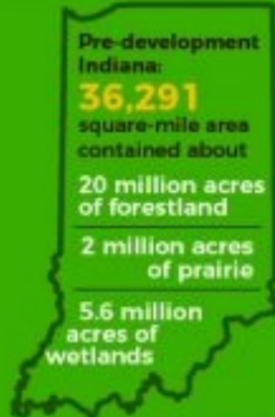 Pre-development
Indiana:
36,291
square-mile area
contained about
20 million acres
of forestland
2 million acres
of prairie
5.6 million
acres of
wetlands